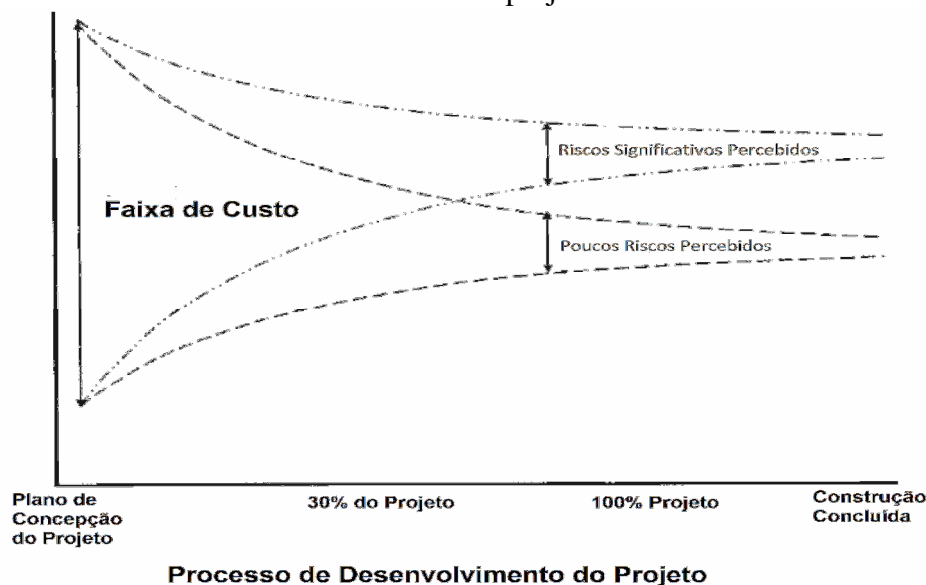 proj
Riscos Significativos Percebidos
Faixa de Custo
Poucos Riscos Percebidos
Plano de
Concepção
do Projeto
30% do Projeto
100% Projeto
Construção
Concluída
Processo de Desenvolvimento do Projeto